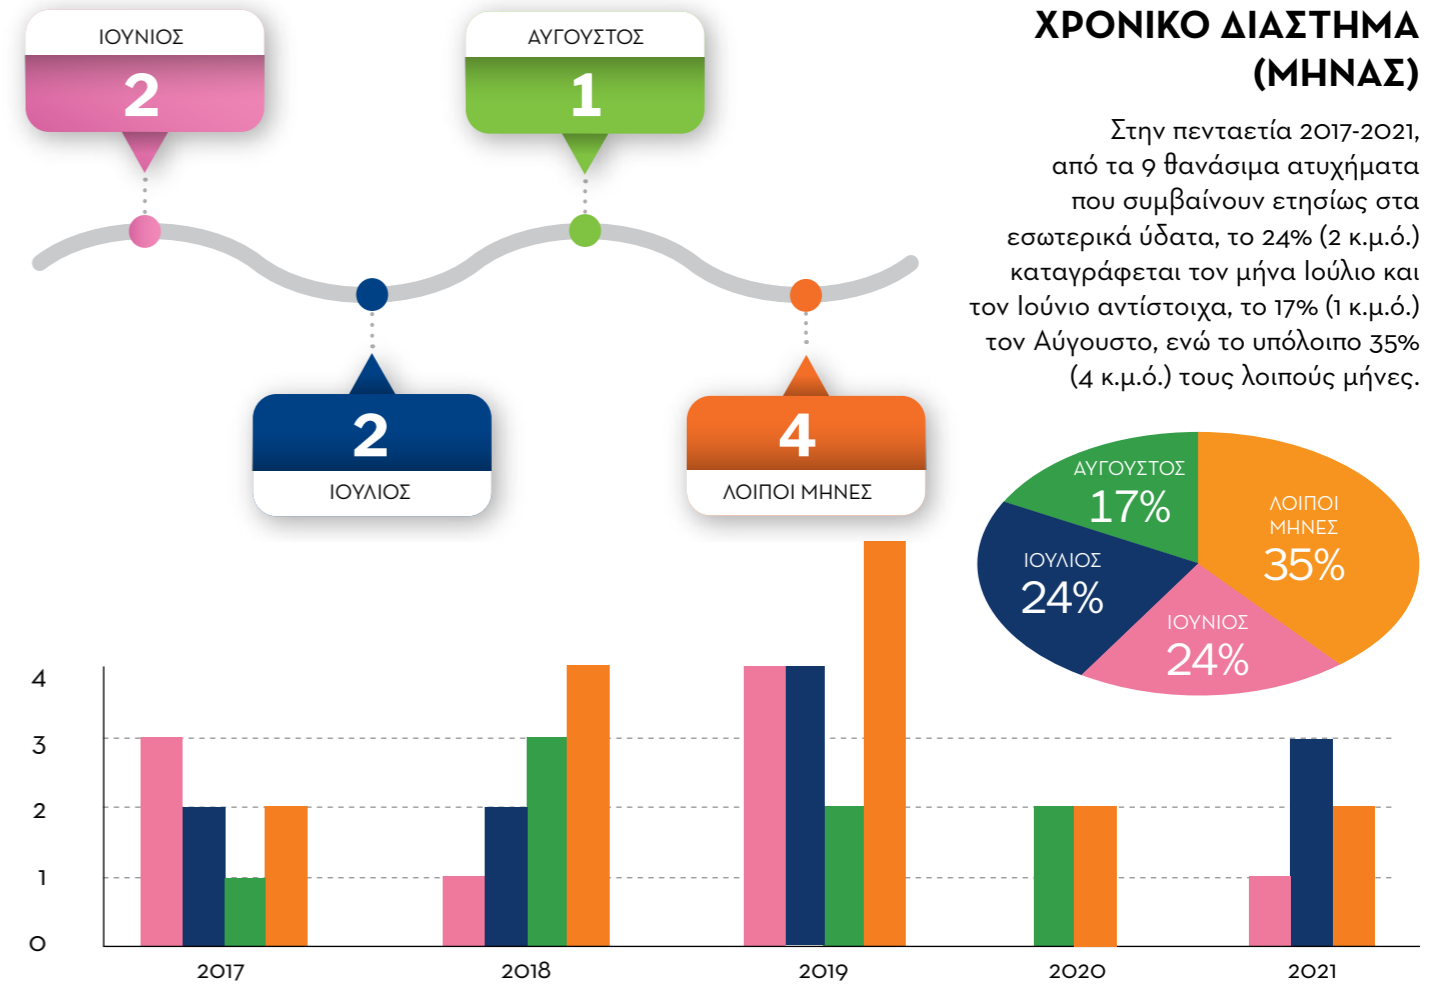 ΙΟΥΝΙΟΣ
2
ΑΥΓΟΥΣΤΟΣ
1
2
ΙΟΥΛΙΟΣ
4
ΛΟΙΠΟΙ ΜΗΝΕΣ
ΧΡΟΝΙΚΟ ΔΙΑΣΤΗΜΑ
(ΜΗΝΑΣ)
Στην πενταετία 2017-2021,
από τα 9 θανάσιμα ατυχήματα
που συμβαίνουν ετησίως στα
εσωτερικά ύδατα, το 24% (2 κ.μ.ό.)
καταγράφεται τον μήνα Ιούλιο και
τον Ιούνιο αντίστοιχα, το 17% (1 κ.μ.ό.)
τον Αύγουστο, ενώ το υπόλοιπο 35%
(4 κ.μ.ό.) τους λοιπούς μήνες.
ΑΥΓΟΥΣΤΟΣ
17%
ΛΟΙΠΟΙ
ΜΗΝΕΣ
35%
ΙΟΥΛΙΟΣ
24%
ΙΟΥΝΙΟΣ
24%
4
3
2
1
0
2017
2018
2019
2020
2021